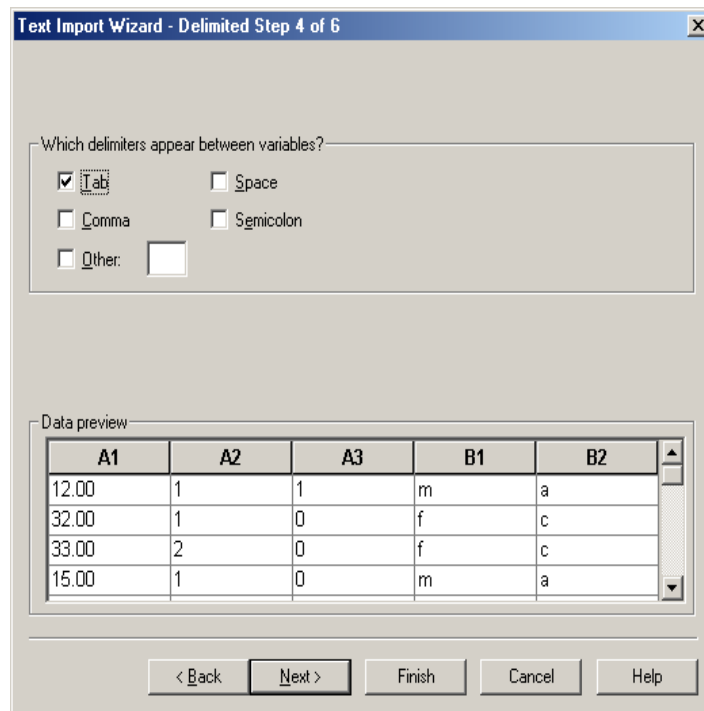 Text Import Wizard - Delimited Step 4 of 6
Which delimiters appear between variables?
Tab Space
Comma Semicolon
Other:
Data preview
A1 A2 A3 B1 B2
12.00 1 1 m a
32.00 1 0 f c
33.00 2 0 f c
15.00 1 0 m a
< Back Next > Finish Cancel Help